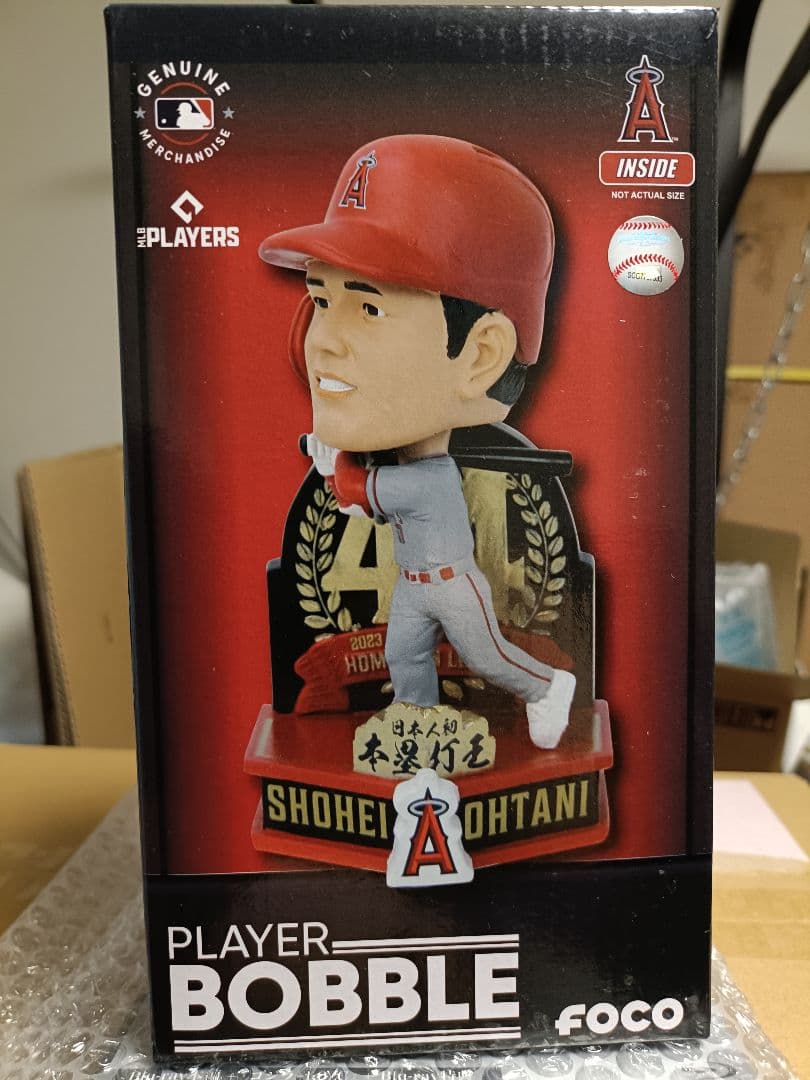 GENUINE
MERCHANDISE
MLB PLAYERS
A
INSIDE
NOT ACTUAL SIZE
A
2023
日本人初
本塁打王
SHOHEI A OHTANI
PLAYER
BOBBLE
FOCO